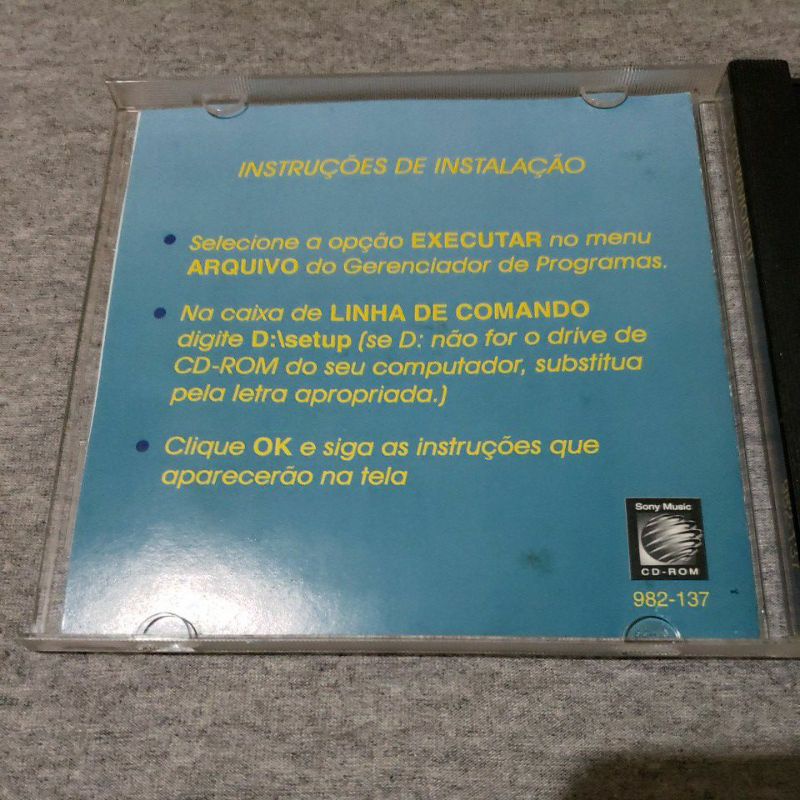 INSTRUÇÕES DE INSTALAÇÃO
• Selecione a opção EXECUTAR no menu
ARQUIVO do Gerenciador de Programas.
• Na caixa de LINHA DE COMANDO
digite D:\setup (se D: não for o drive de
CD-ROM do seu computador, substitua
pela letra apropriada.)
• Clique OK e siga as instruções que
aparecerão na tela
Sony Music
CD-ROM
982-137